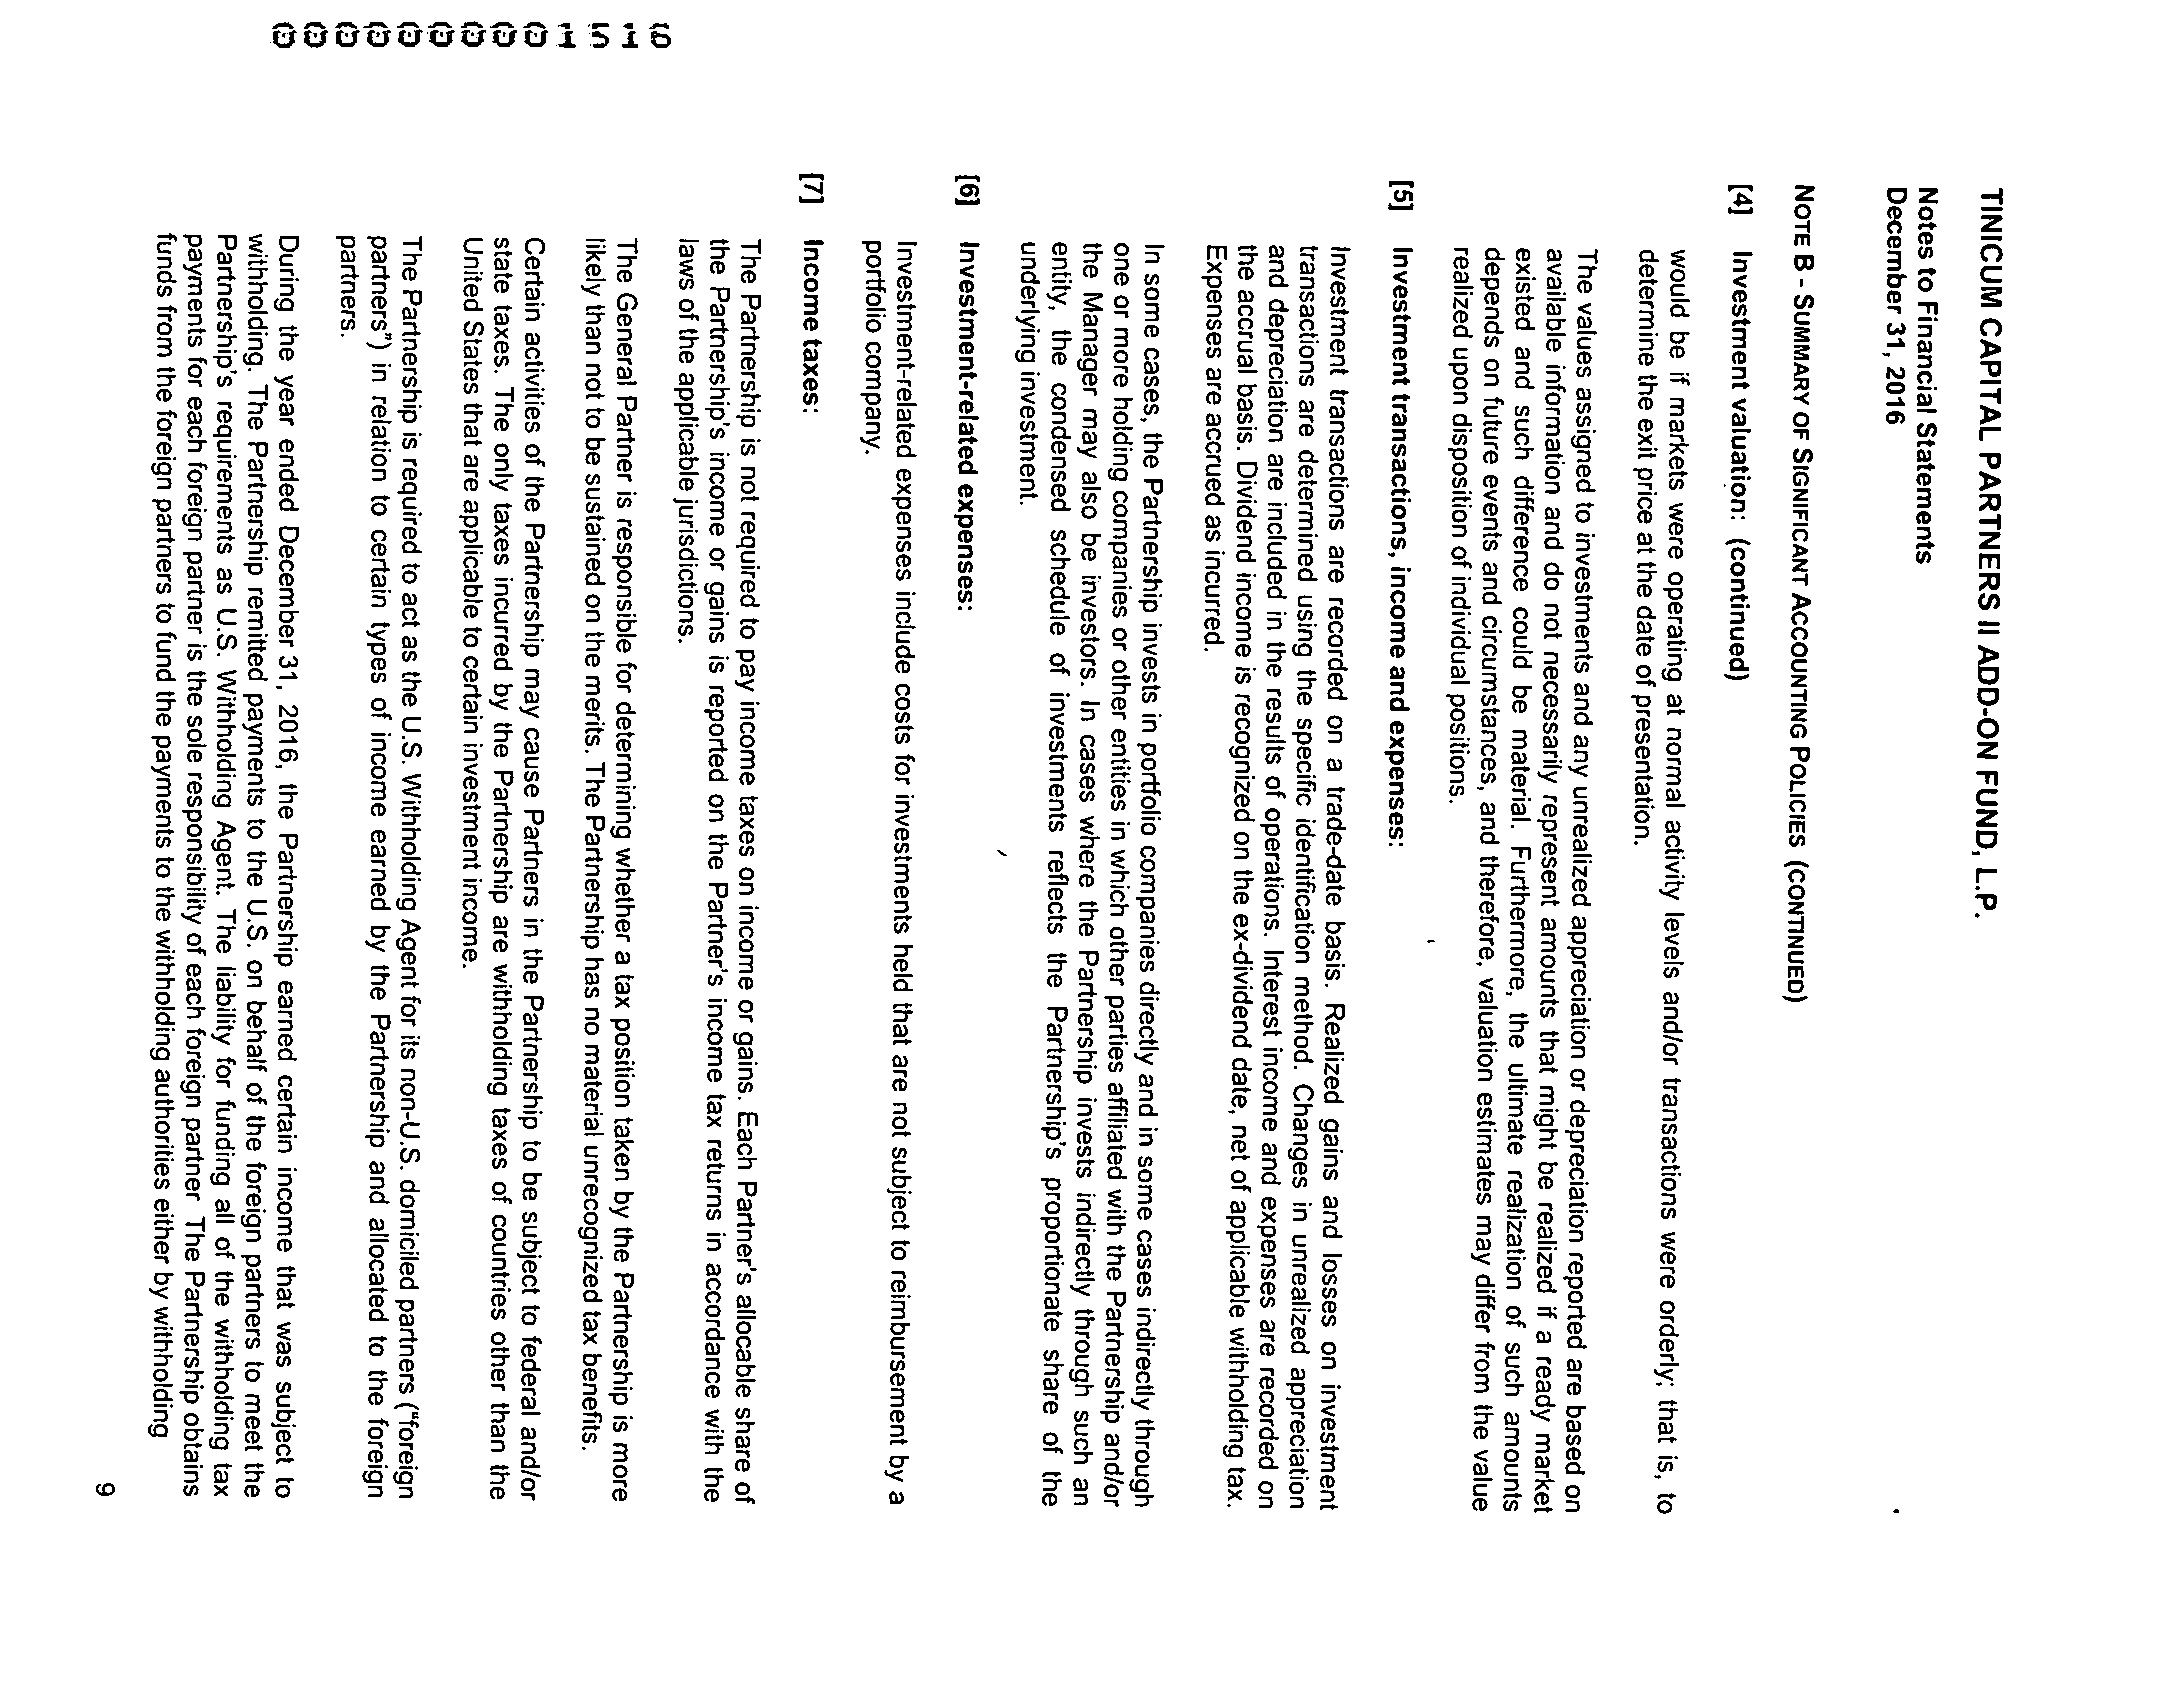 TINICUM CAPITAL PARTNERS II ADD-ON FUND, L.P.
Notes to Financial Statements
December 31, 2016
NOTE B - SUMMARY OF SIGNIFICANT ACCOUNTING POLICIES (CONTINUED)
[4] Investment valuation: (continued)
would be if markets were operating at normal activity levels and/or transactions were orderly; that is, to
determine the exit price at the date of presentation.
The values assigned to investments and any unrealized appreciation or depreciation reported are based on
available information and do not necessarily represent amounts that might be realized if a ready market
existed and such difference could be material. Furthermore, the ultimate realization of such amounts
depends on future events and circumstances, and therefore, valuation estimates may differ from the value
realized upon disposition of individual positions.
[5] Investment transactions, income and expenses:
Investment transactions are recorded on a trade-date basis. Realized gains and losses on investment
transactions are determined using the specific identification method. Changes in unrealized appreciation
and depreciation are included in the results of operations. Interest income and expenses are recorded on
the accrual basis. Dividend income is recognized on the ex-dividend date, net of applicable withholding tax.
Expenses are accrued as incurred.
In some cases, the Partnership invests in portfolio companies directly and in some cases indirectly through
one or more holding companies or other entities in which other parties affiliated with the Partnership and/or
the Manager may also be investors. In cases where the Partnership invests indirectly through such an
entity, the condensed schedule of investments reflects the Partnership's proportionate share of the
underlying investment.
[6] Investment-related expenses:
Investment-related expenses include costs for investments held that are not subject to reimbursement by a
portfolio company.
[7] Income taxes:
The Partnership is not required to pay income taxes on income or gains. Each Partner's allocable share of
the Partnership's income or gains is reported on the Partner's income tax returns in accordance with the
laws of the applicable jurisdictions.
The General Partner is responsible for determining whether a tax position taken by the Partnership is more
likely than not to be sustained on the merits. The Partnership has no material unrecognized tax benefits.
Certain activities of the Partnership may cause Partners in the Partnership to be subject to federal and/or
state taxes. The only taxes incurred by the Partnership are withholding taxes of countries other than the
United States that are applicable to certain investment income.
The Partnership is required to act as the U.S. Withholding Agent for its non-U.S. domiciled partners ("foreign
partners") in relation to certain types of income earned by the Partnership and allocated to the foreign
partners.
During the year ended December 31, 2016, the Partnership earned certain income that was subject to
withholding. The Partnership remitted payments to the U.S. on behalf of the foreign partners to meet the
Partnership's requirements as U.S. Withholding Agent. The liability for funding all of the withholding tax
payments for each foreign partner is the sole responsibility of each foreign partner The Partnership obtains
funds from the foreign partners to fund the payments to the withholding authorities either by withholding
9
0000000001516